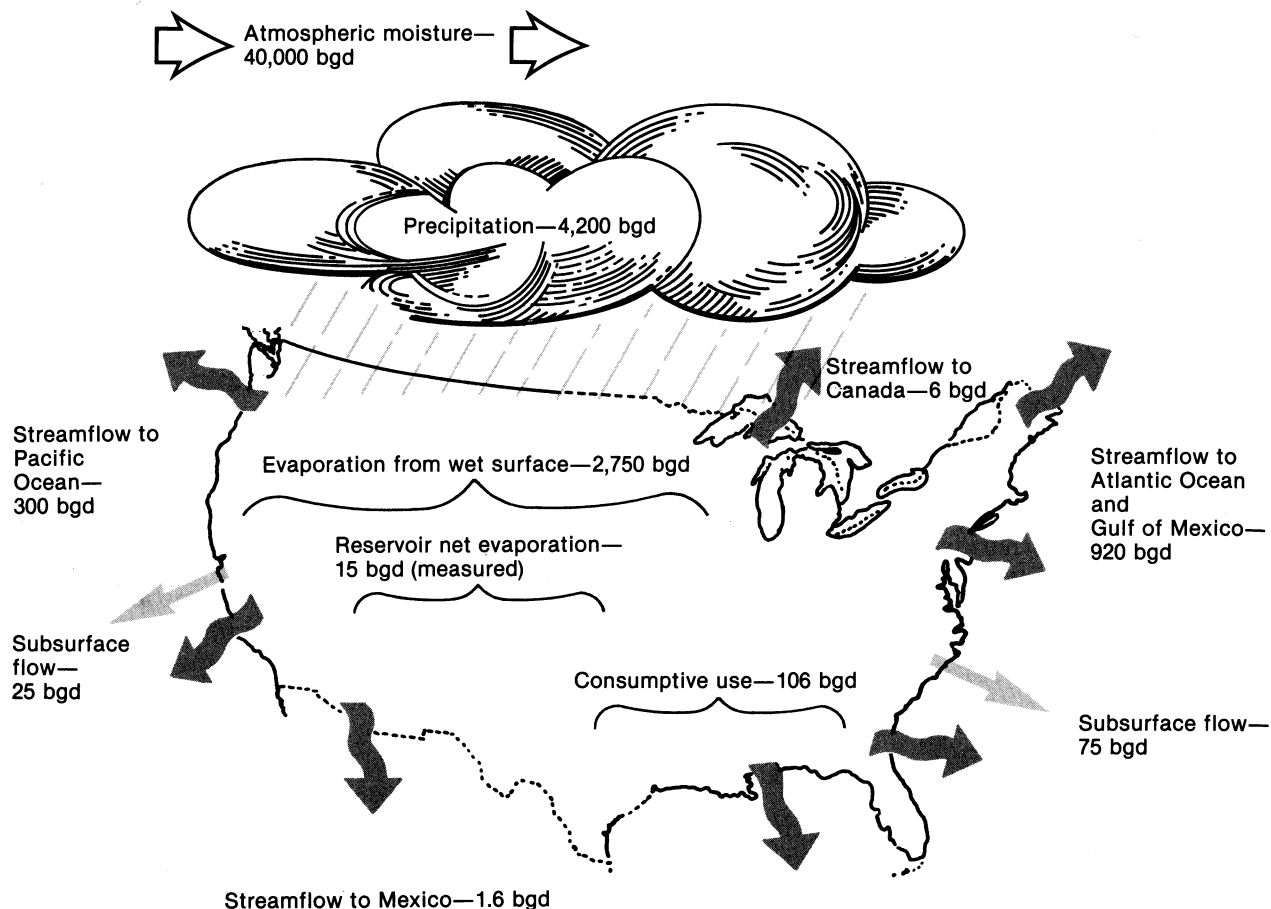 Atmospheric moisture—
40,000 bgd
Precipitation—4,200 bgd
Streamflow to
Canada—6 bgd
Streamflow to
Pacific
Ocean—
300 bgd
Evaporation from wet surface—2,750 bgd
Streamflow to
Atlantic Ocean
and
Gulf of Mexico—
920 bgd
Reservoir net evaporation—
15 bgd (measured)
Subsurface
flow—
25 bgd
Consumptive use—106 bgd
Subsurface flow—
75 bgd
Streamflow to Mexico—1.6 bgd